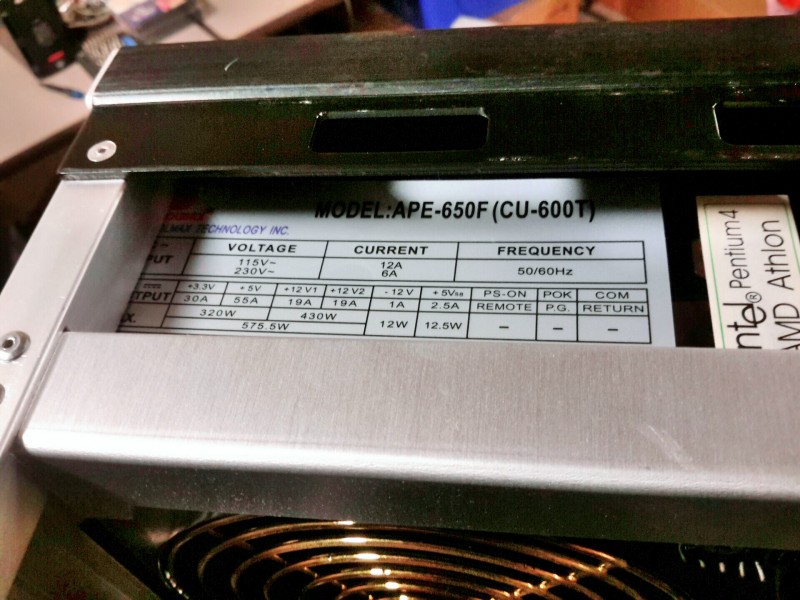 MODEL:APE-650F (CU-600T)
TECHNOLOGY INC.
VOLTAGE CURRENT FREQUENCY
115V~ 12A
230V~ 6A 50/60Hz
+3.3V +5V +12V1 +12V2 -12V +5VSB PS-ON POK COM
30A 55A 19A 19A 1A 2.5A REMOTE P.G. RETURN
320W 430W
575.5W 12W 12.5W – – –
Pentium4
AMD Athlon